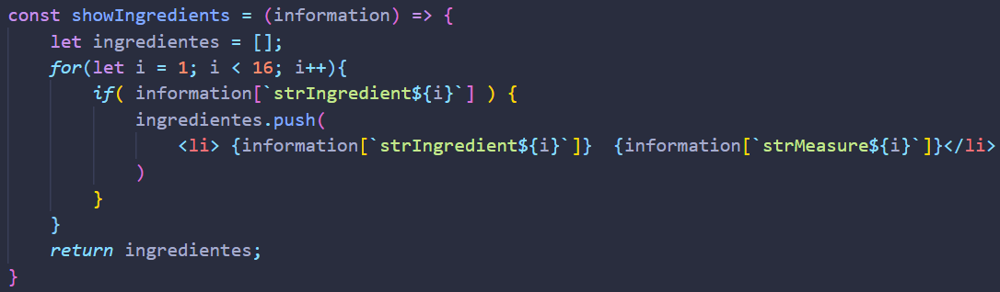 const showIngredients = (information) => {
    let ingredientes = [];
    for(let i = 1; i < 16; i++){
        if( information[`strIngredient${i}`] ) {
            ingredientes.push(
                <li> {information[`strIngredient${i}`]}  {information[`strMeasure${i}`]}</li>
            )
        }
    }
    return ingredientes;
}